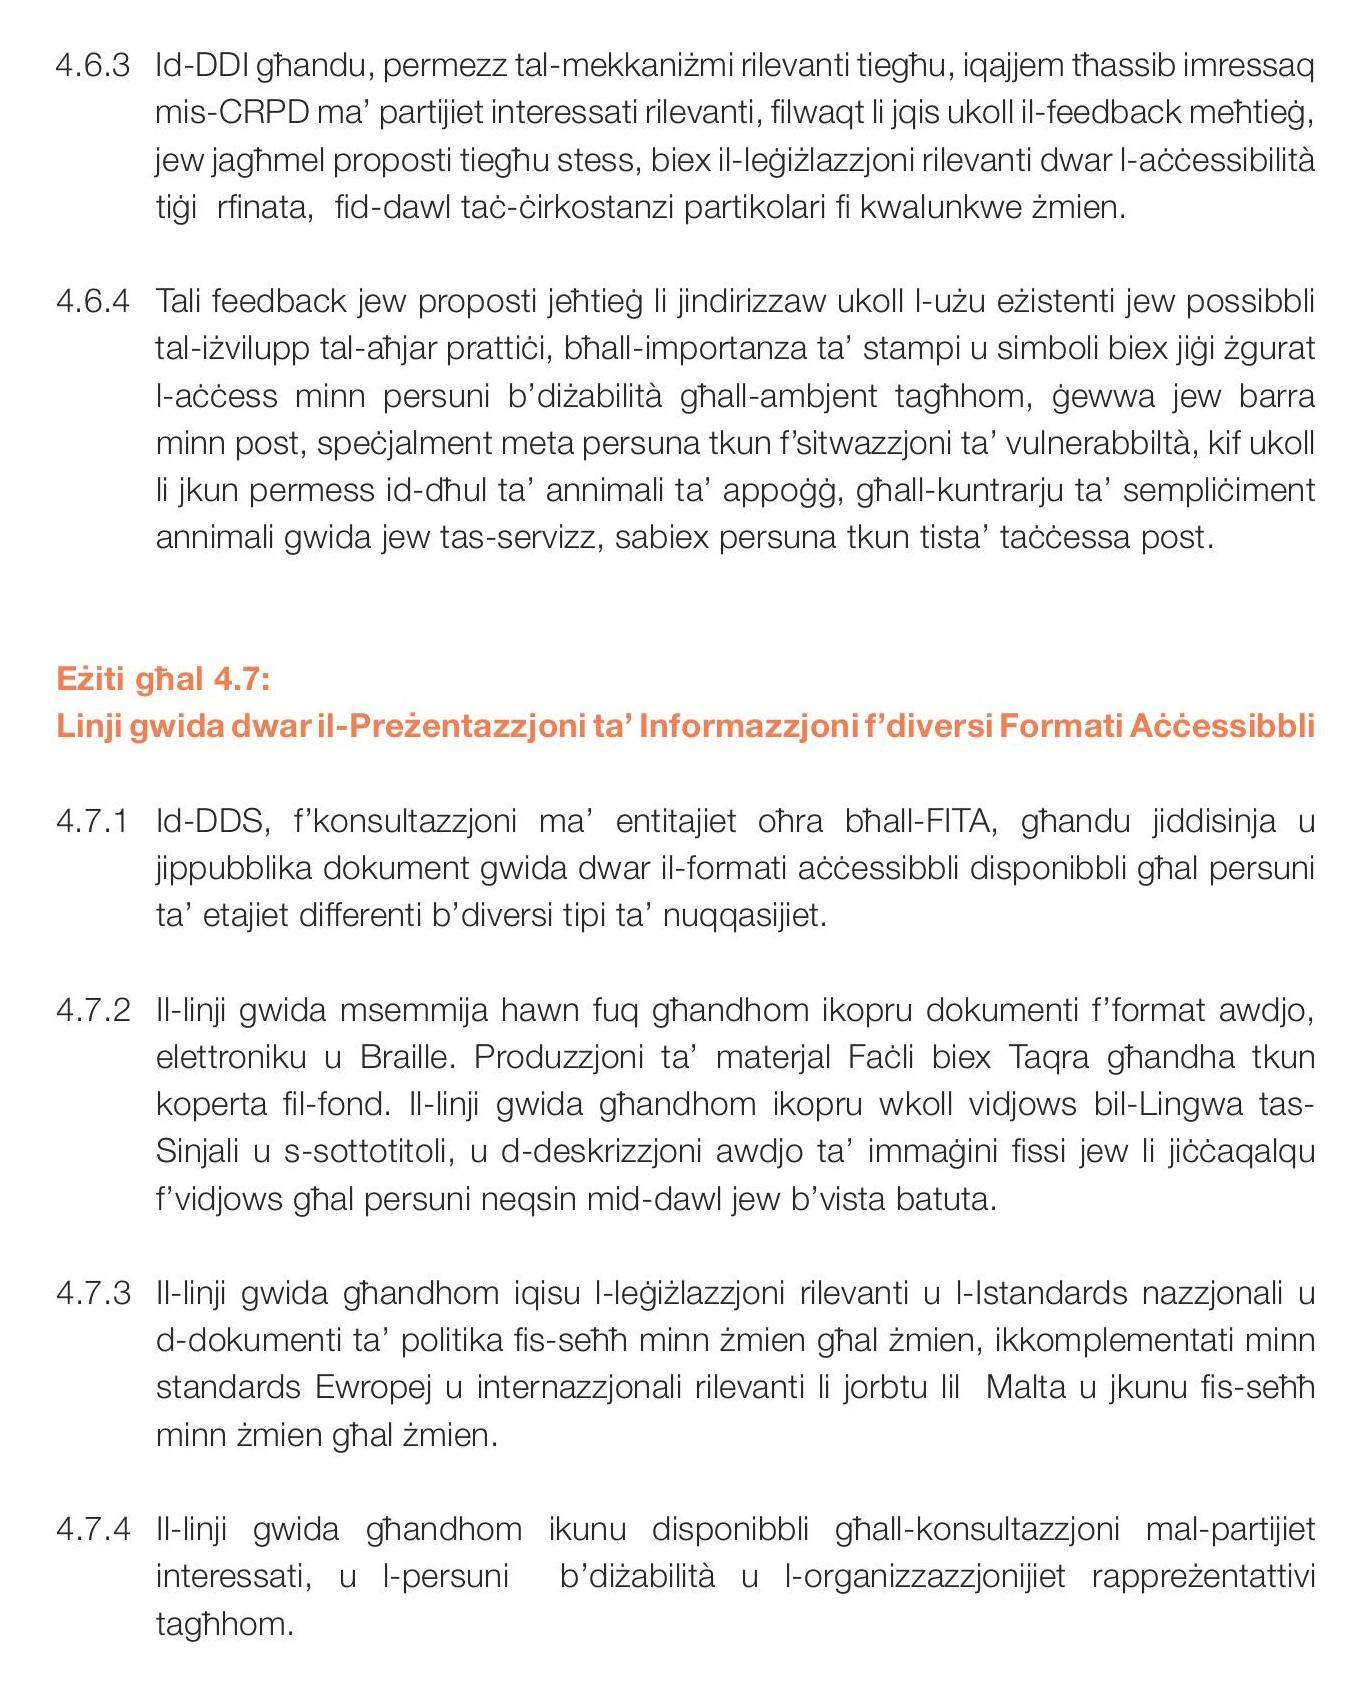 4.6.3 Id-DDI għandu, permezz tal-mekkaniżmi rilevanti tiegħu, iqajjem tħassib imressaq
mis-CRPD ma’ partijiet interessati rilevanti, filwaqt li jqis ukoll il-feedback meħtieġ,
jew jagħmel proposti tiegħu stess, biex il-leġiżlazzjoni rilevanti dwar l-aċċessibilità
tiġi rfinata, fid-dawl taċ-ċirkostanzi partikolari fi kwalunkwe żmien.
4.6.4 Tali feedback jew proposti jeħtieġ li jindirizzaw ukoll l-użu eżistenti jew possibbli
tal-iżvilupp tal-aħjar prattiċi, bħall-importanza ta’ stampi u simboli biex jiġi żgurat
l-aċċess minn persuni b’diżabilità għall-ambjent tagħhom, ġewwa jew barra
minn post, speċjalment meta persuna tkun f’sitwazzjoni ta’ vulnerabbiltà, kif ukoll
li jkun permess id-dħul ta’ annimali ta’ appoġġ, għall-kuntrarju ta’ sempliċiment
annimali gwida jew tas-servizz, sabiex persuna tkun tista’ taċċessa post.
Eżiti għal 4.7:
Linji gwida dwar il-Preżentazzjoni ta’ Informazzjoni f’diversi Formati Aċċessibbli
4.7.1 Id-DDS, f’konsultazzjoni ma’ entitajiet oħra bħall-FITA, għandu jiddisinja u
jippubblika dokument gwida dwar il-formati aċċessibbli disponibbli għal persuni
ta’ etajiet differenti b’diversi tipi ta’ nuqqasijiet.
4.7.2 Il-linji gwida msemmija hawn fuq għandhom ikopru dokumenti f’format awdjo,
elettroniku u Braille. Produzzjoni ta’ materjal Faċli biex Taqra għandha tkun
koperta fil-fond. Il-linji gwida għandhom ikopru wkoll vidjows bil-Lingwa tas-
Sinjali u s-sottotitoli, u d-deskrizzjoni awdjo ta’ immaġini fissi jew li jiċċaqalqu
f’vidjows għal persuni neqsin mid-dawl jew b’vista batuta.
4.7.3 Il-linji gwida għandhom iqisu l-leġiżlazzjoni rilevanti u l-Istandards nazzjonali u
d-dokumenti ta’ politika fis-seħħ minn żmien għal żmien, ikkomplementati minn
standards Ewropej u internazzjonali rilevanti li jorbtu lil Malta u jkunu fis-seħħ
minn żmien għal żmien.
4.7.4 Il-linji gwida għandhom ikunu disponibbli għall-konsultazzjoni mal-partijiet
interessati, u l-persuni b’diżabilità u l-organizzazzjonijiet rappreżentattivi
tagħhom.